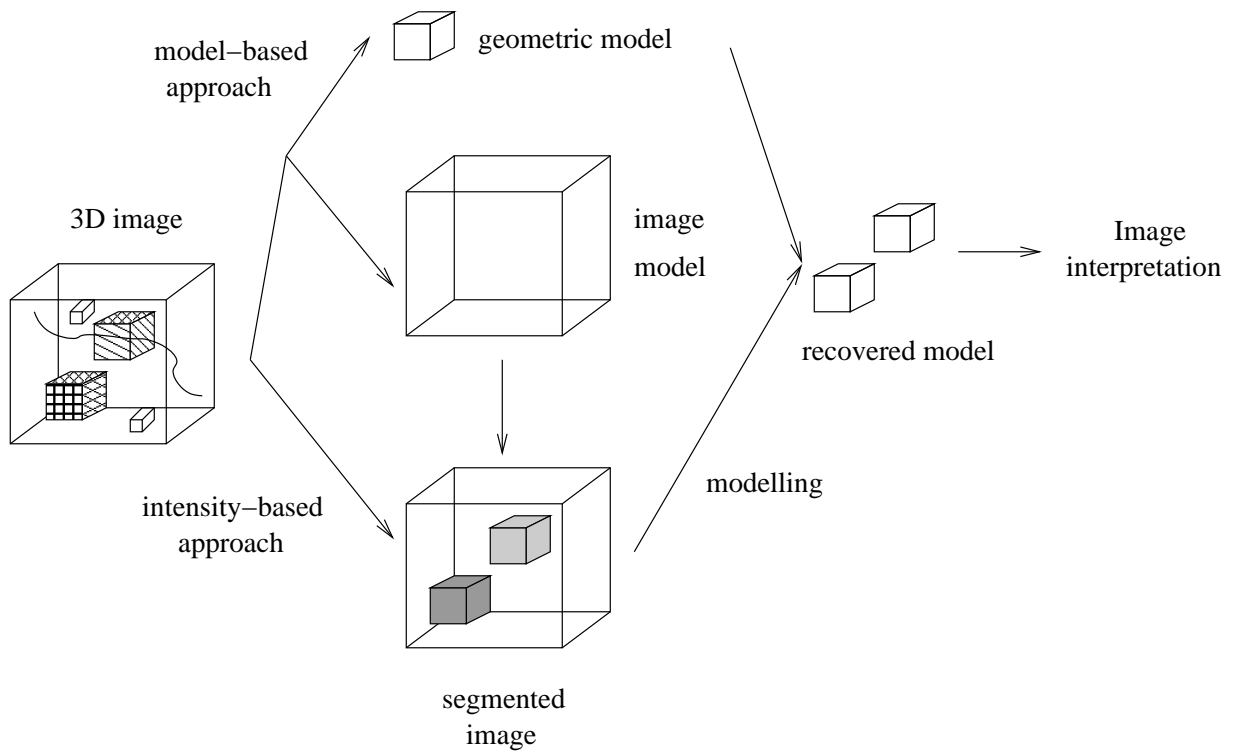 model−based
approach
geometric model
3D image
image
model
Image
interpretation
recovered model
intensity−based
approach
modelling
segmented
image